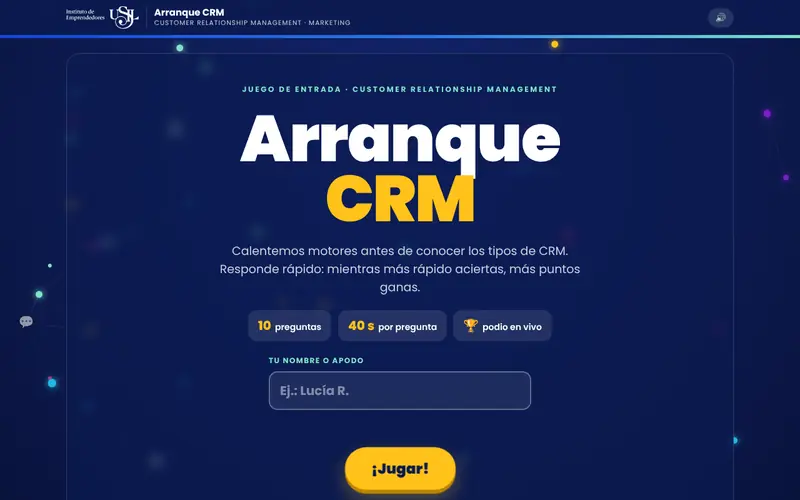 Instituto de
Emprendedores
USIL
Arranque CRM
CUSTOMER RELATIONSHIP MANAGEMENT · MARKETING
JUEGO DE ENTRADA · CUSTOMER RELATIONSHIP MANAGEMENT
Arranque
CRM
Calentemos motores antes de conocer los tipos de CRM.
Responde rápido: mientras más rápido aciertas, más puntos
ganas.
10 preguntas
40 s por pregunta
🏆 podio en vivo
TU NOMBRE O APODO
Ej.: Lucía R.
¡Jugar!